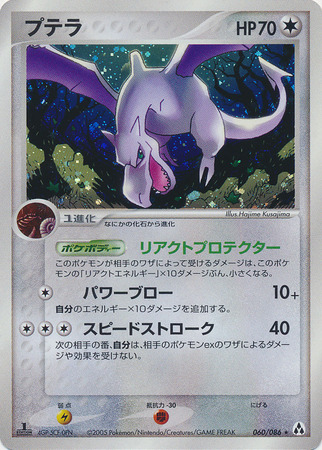 プテラ HP70
Illus.Hajime Kusajima
1進化 なにかの化石から進化
ポケボディー リアクトプロテクター
このポケモンが相手のワザによって受けるダメージは、このポケモ
ンの「リアクトエネルギー」×10ダメージぶん、小さくなる。
パワーブロー 10+
自分のエネルギー×10ダメージを追加する。
スピードストローク 40
次の相手の番、自分は、相手のポケモンexのワザによるダメー
ジや効果を受けない。
弱点 抵抗力 -30 にげる
1 EDITION
©2005 Pokémon/Nintendo/Creatures/GAME FREAK 060/086 ★